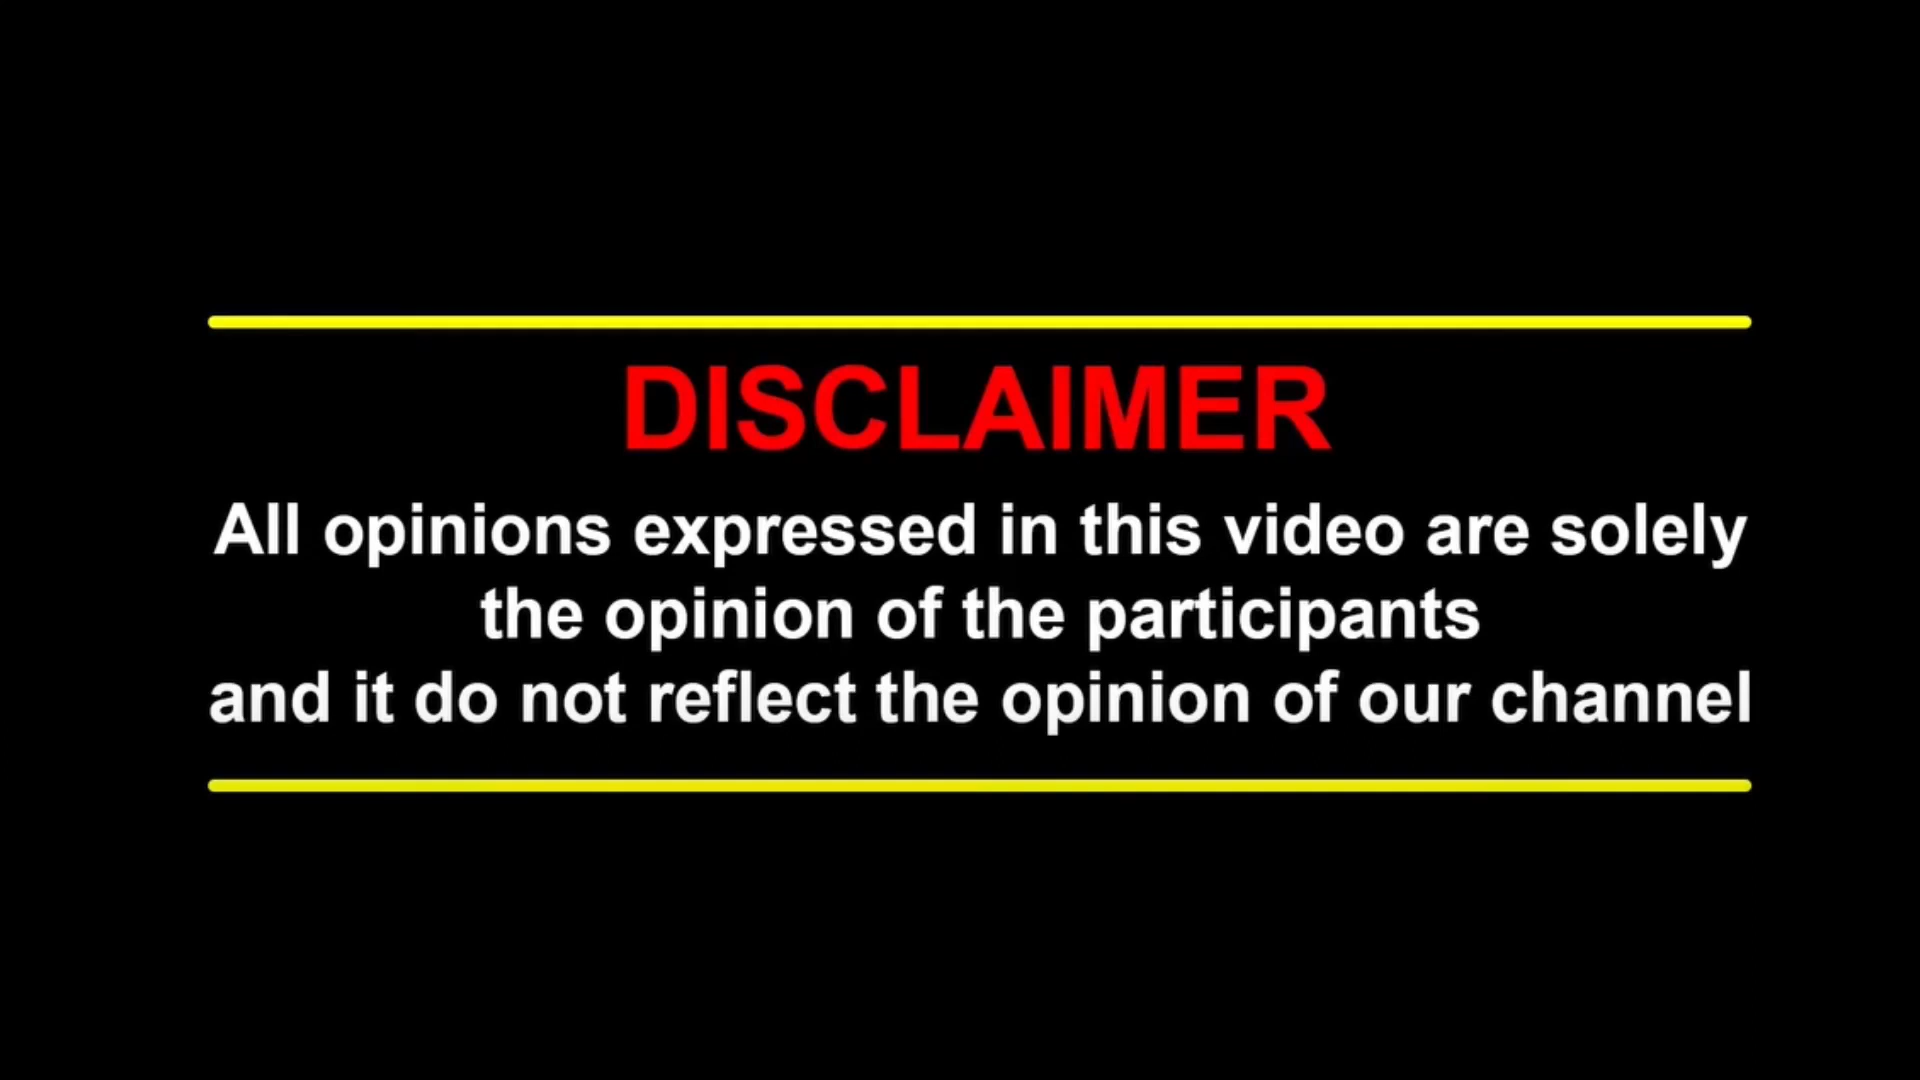 DISCLAIMER
All opinions expressed in this video are solely
the opinion of the participants
and it do not reflect the opinion of our channel